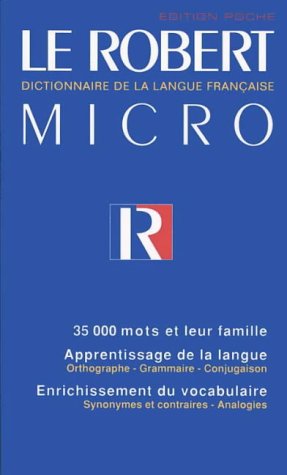 EDITION POCHE
LE ROBERT
DICTIONNAIRE DE LA LANGUE FRANÇAISE
MICRO
R
35 000 mots et leur famille
Apprentissage de la langue
Orthographe - Grammaire - Conjugaison
Enrichissement du vocabulaire
Synonymes et contraires - Analogies